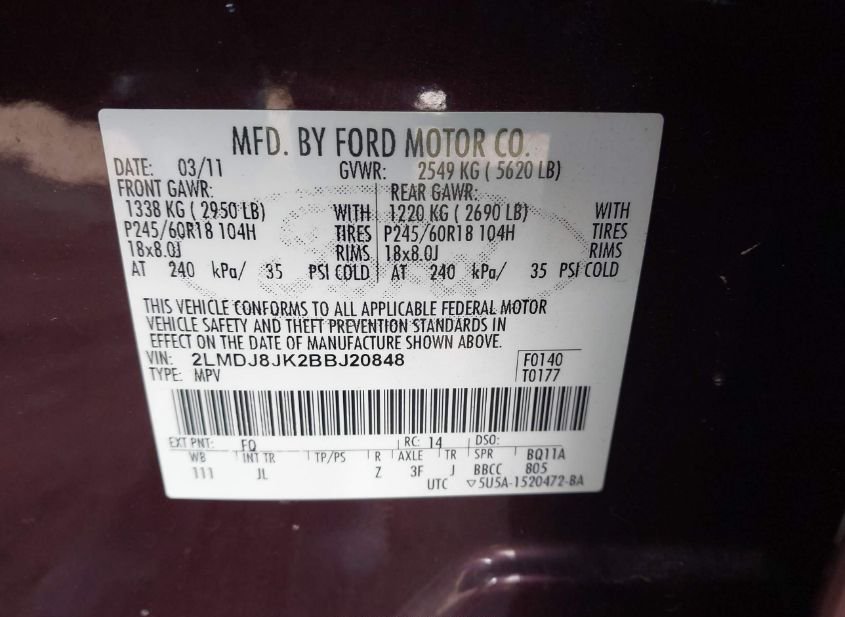 MFD. BY FORD MOTOR CO.
DATE: 03/11 GVWR: 2549 KG ( 5620 LB)
FRONT GAWR: REAR GAWR:
1338 KG ( 2950 LB) WITH 1220 KG ( 2690 LB) WITH
P245/60R18 104H TIRES P245/60R18 104H TIRES
18x8.0J RIMS 18x8.0J RIMS
AT 240 kPa/ 35 PSI COLD AT 240 kPa/ 35 PSI COLD
THIS VEHICLE CONFORMS TO ALL APPLICABLE FEDERAL MOTOR
VEHICLE SAFETY AND THEFT PREVENTION STANDARDS IN
EFFECT ON THE DATE OF MANUFACTURE SHOWN ABOVE.
VIN: 2LMDJ8JK2BBJ20848 F0140
TYPE: MPV T0177
EXT PNT: FQ RC: 14 DSO:
WB INT TR TP/PS R AXLE TR SPR BQ11A
111 JL Z 3F J BBCC 805
UTC ▽5U5A-1520472-BA